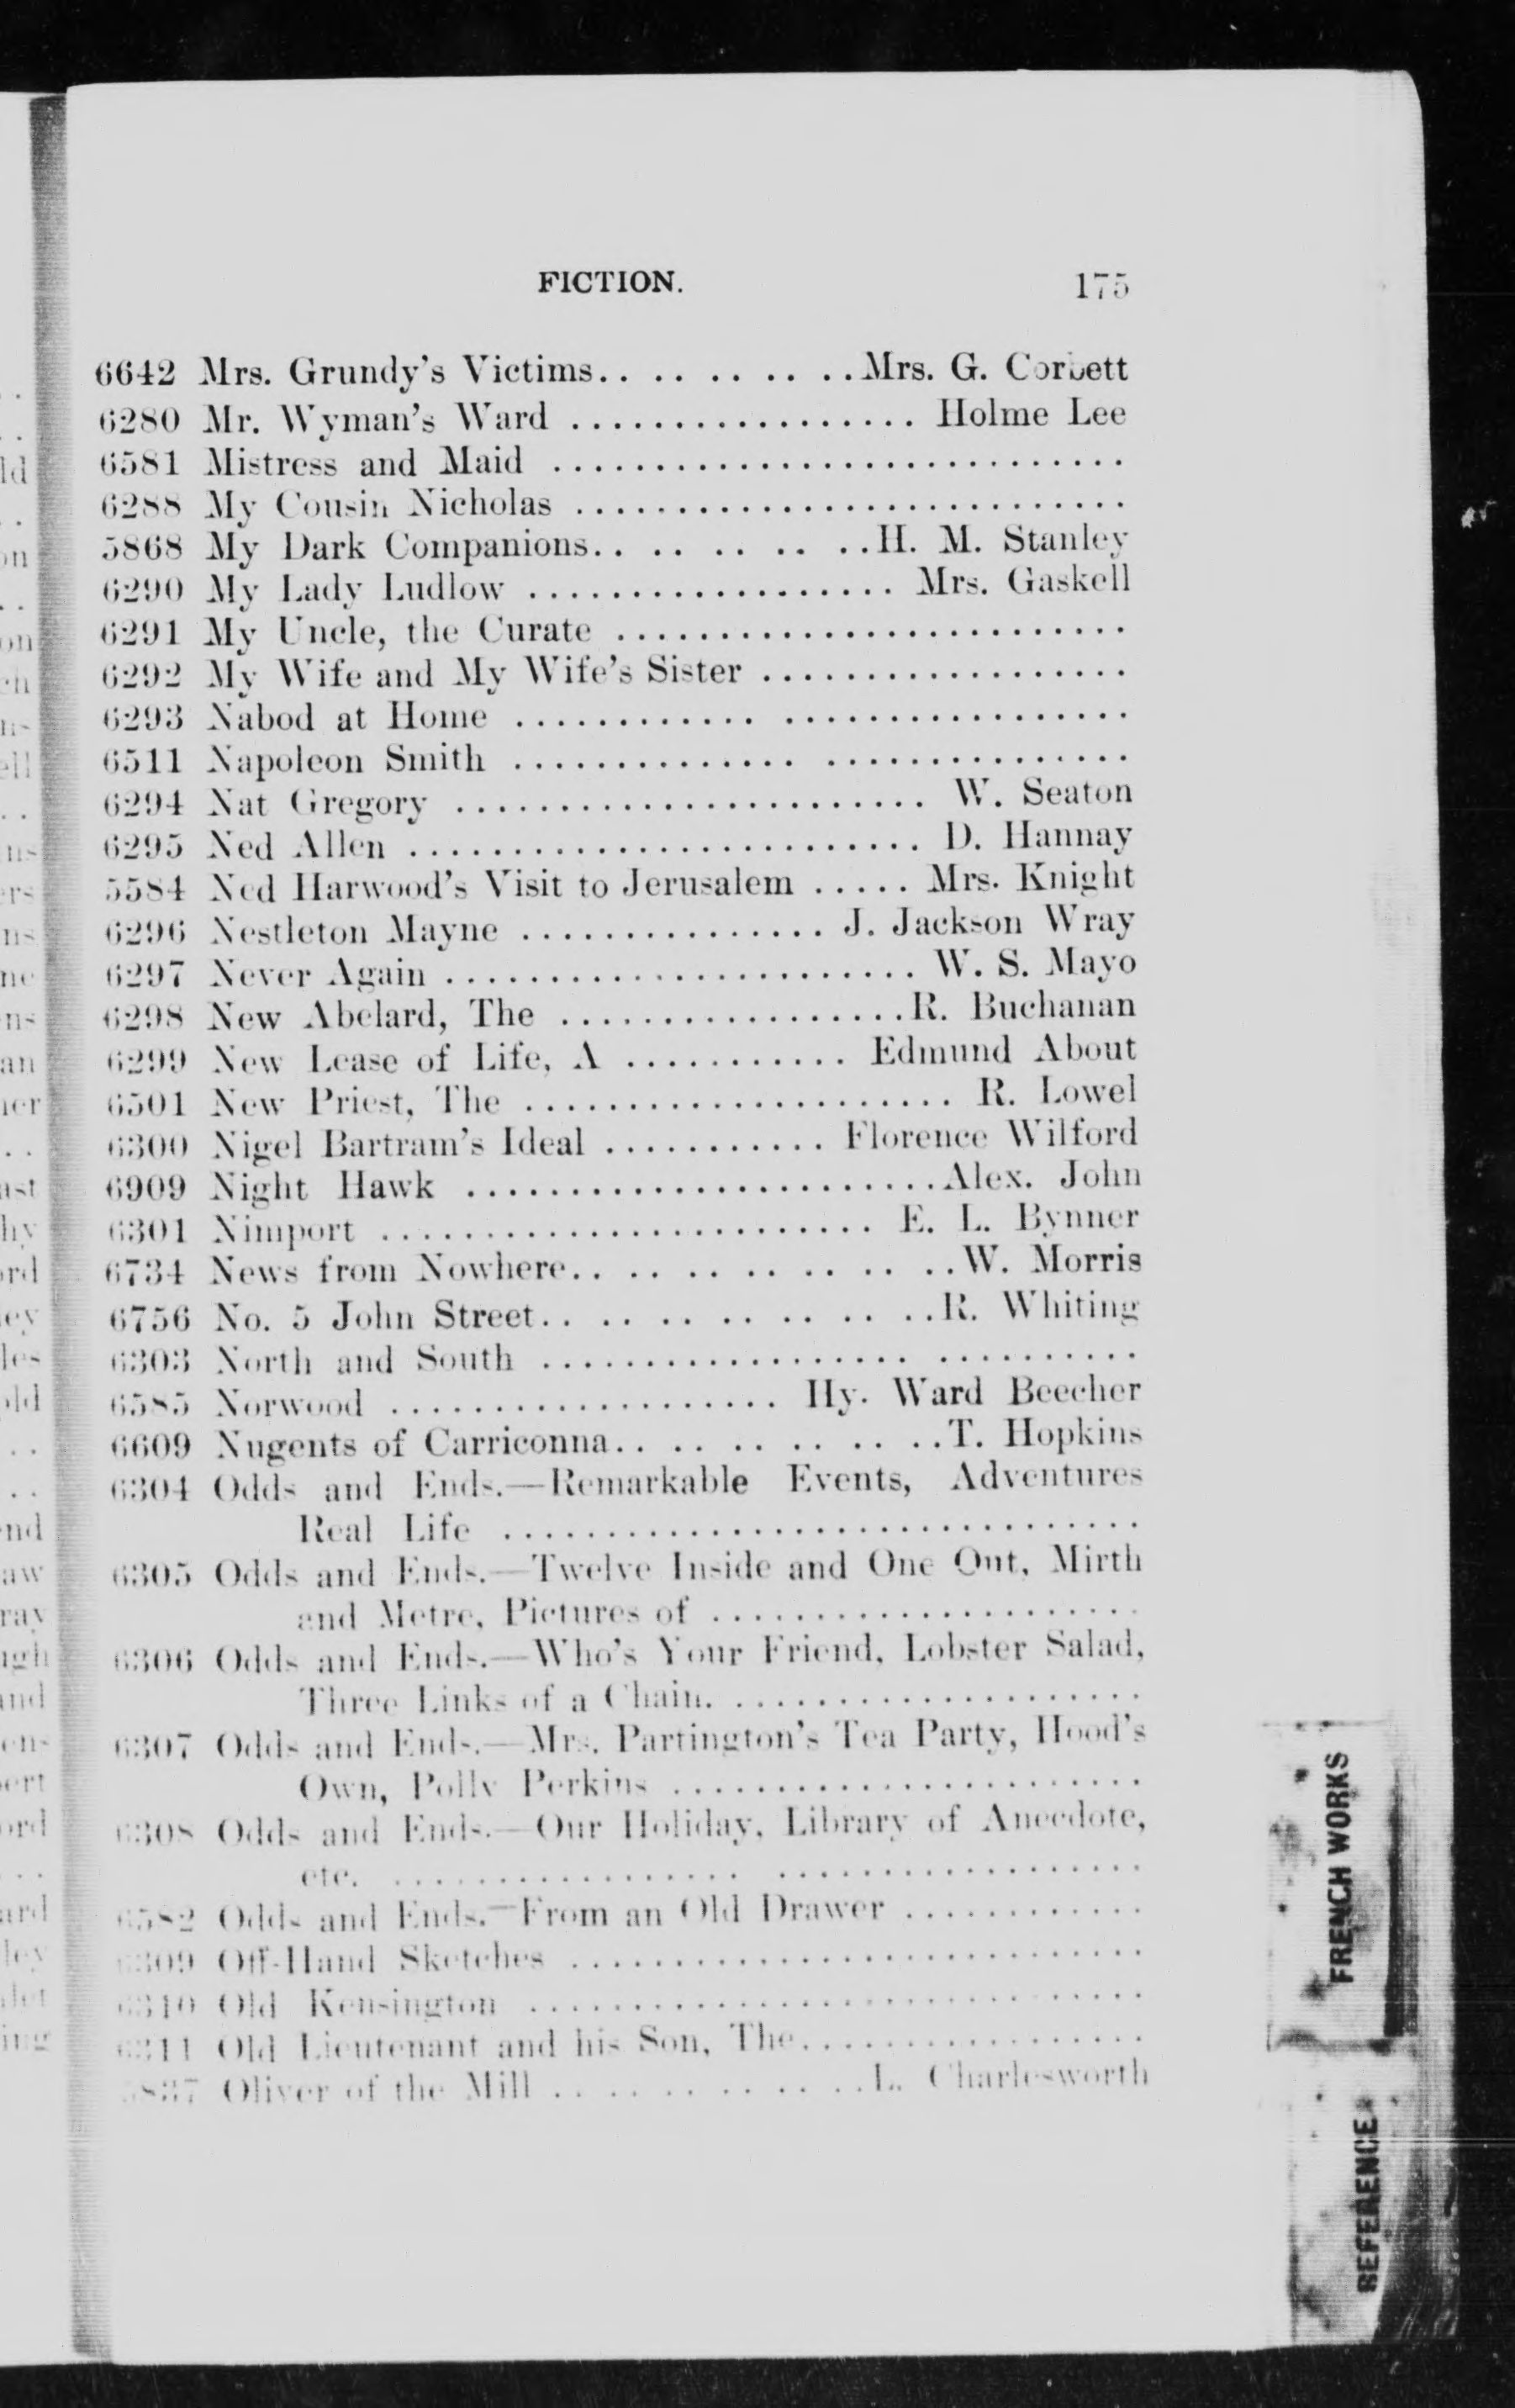 FICTION. 175
6642 Mrs. Grundy's Victims. . . . . . . . . . Mrs. G. Corbett
6280 Mr. Wyman's Ward ................. Holme Lee
6581 Mistress and Maid ............................
6288 My Cousin Nicholas ...........................
5868 My Dark Companions. . . . . . . . . . H. M. Stanley
6290 My Lady Ludlow .................. Mrs. Gaskell
6291 My Uncle, the Curate .........................
6292 My Wife and My Wife's Sister ..................
6293 Nabod at Home ............ .................
6511 Napoleon Smith .............. ...............
6294 Nat Gregory ....................... W. Seaton
6295 Ned Allen ......................... D. Hannay
5584 Ned Harwood's Visit to Jerusalem ..... Mrs. Knight
6296 Nestleton Mayne ............... J. Jackson Wray
6297 Never Again ....................... W. S. Mayo
6298 New Abelard, The .................R. Buchanan
6299 New Lease of Life, A ........... Edmund About
6501 New Priest, The ..................... R. Lowel
6300 Nigel Bartram's Ideal ........... Florence Wilford
6909 Night Hawk .......................Alex. John
6301 Nimport ........................ E. L. Bynner
6734 News from Nowhere. . . . . . . . . . . . . W. Morris
6756 No. 5 John Street. . . . . . . . . . . . . R. Whiting
6303 North and South .................. ..........
6585 Norwood ................... Hy. Ward Beecher
6609 Nugents of Carriconna. . . . . . . . . . . T. Hopkins
6304 Odds and Ends.—Remarkable Events, Adventures
Real Life ...............................
6305 Odds and Ends.—Twelve Inside and One Out, Mirth
and Metre, Pictures of .....................
6306 Odds and Ends.—Who's Your Friend, Lobster Salad,
Three Links of a Chain. ....................
6307 Odds and Ends.—Mrs. Partington's Tea Party, Hood's
Own, Polly Perkins .......................
6308 Odds and Ends.—Our Holiday, Library of Anecdote,
etc. ................. ..................
6582 Odds and Ends.—From an Old Drawer ............
6309 Off-Hand Sketches ............................
6310 Old Kensington ..............................
6311 Old Lieutenant and his Son, The.................
Oliver of the Mill . . . . . . . . . . . . L. Charlesworth
FRENCH WORKS
REFERENCE